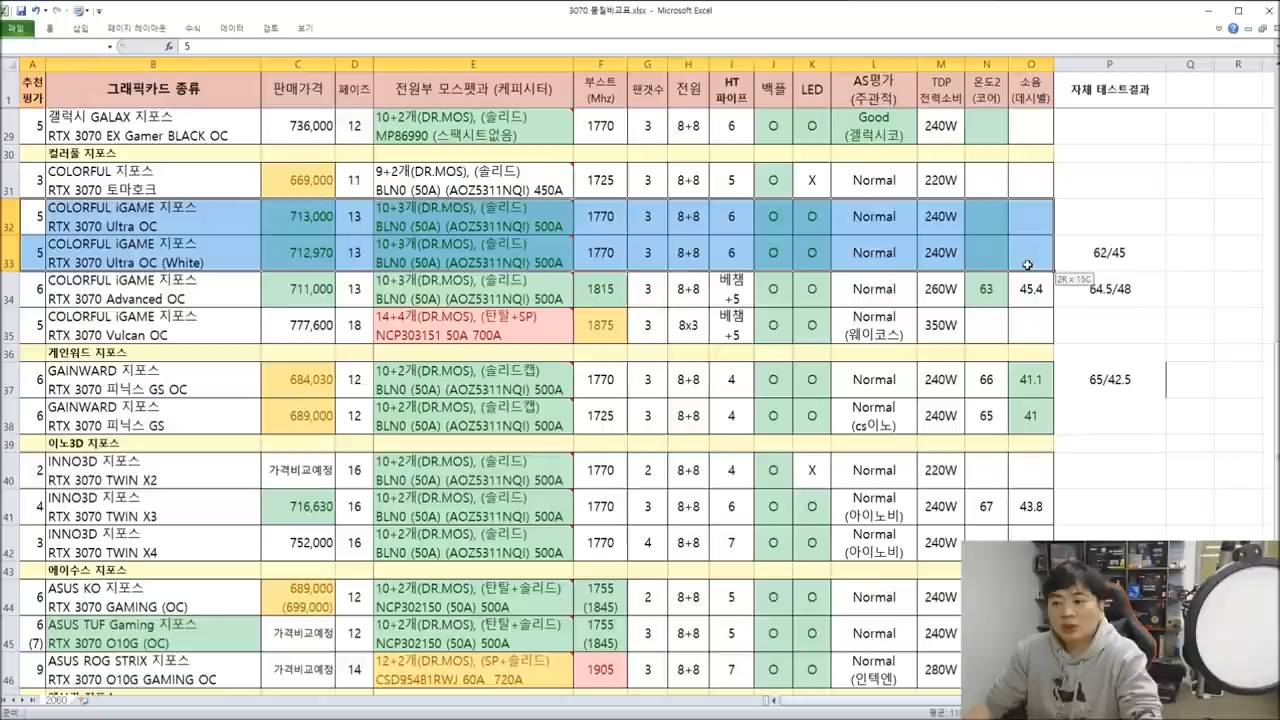 3070 품질비교표.xlsx - Microsoft Excel
파일 홈 삽입 페이지 레이아웃 수식 데이터 검토 보기
fx 5
A B C D E F G H I J K L M N O P Q R
1 추천 평가 그래픽카드 종류 판매가격 페이즈 전원부 모스펫과 (케피시터) 부스트 (Mhz) 팬갯수 전원 HT 파이프 백플 LED AS평가 (주관적) TDP 전력소비 온도2 (코어) 소음 (데시벨) 자체 테스트결과
29 5 갤럭시 GALAX 지포스 RTX 3070 EX Gamer BLACK OC 736,000 12 10+2개(DR.MOS), (솔리드) MP86990 (스팩시트없음) 1770 3 8+8 6 O O Good (갤럭시코) 240W
30 컬러풀 지포스
31 3 COLORFUL 지포스 RTX 3070 토마호크 669,000 11 9+2개(DR.MOS), (솔리드) BLN0 (50A) (AOZ5311NQI) 450A 1725 3 8+8 5 O X Normal 220W
32 5 COLORFUL iGAME 지포스 RTX 3070 Ultra OC 713,000 13 10+3개(DR.MOS), (솔리드) BLN0 (50A) (AOZ5311NQI) 500A 1770 3 8+8 6 O O Normal 240W
33 5 COLORFUL iGAME 지포스 RTX 3070 Ultra OC (White) 712,970 13 10+3개(DR.MOS), (솔리드) BLN0 (50A) (AOZ5311NQI) 500A 1770 3 8+8 6 O O Normal 240W 62/45
2R x 15C
34 6 COLORFUL iGAME 지포스 RTX 3070 Advanced OC 711,000 13 10+3개(DR.MOS), (솔리드) BLN0 (50A) (AOZ5311NQI) 500A 1815 3 8+8 베챔 +5 O O Normal 260W 63 45.4 64.5/48
35 5 COLORFUL iGAME 지포스 RTX 3070 Vulcan OC 777,600 18 14+4개(DR.MOS), (탄탈+SP) NCP303151 50A 700A 1875 3 8x3 베챔 +5 O O Normal (웨이코스) 350W
36 게인워드 지포스
37 6 GAINWARD 지포스 RTX 3070 피닉스 GS OC 684,030 12 10+2개(DR.MOS), (솔리드캡) BLN0 (50A) (AOZ5311NQI) 500A 1770 3 8+8 4 O O Normal 240W 66 41.1 65/42.5
38 6 GAINWARD 지포스 RTX 3070 피닉스 GS 689,000 12 10+2개(DR.MOS), (솔리드캡) BLN0 (50A) (AOZ5311NQI) 500A 1725 3 8+8 4 O O Normal (cs이노) 240W 65 41
39 이노3D 지포스
40 2 INNO3D 지포스 RTX 3070 TWIN X2 가격비교예정 16 10+2개(DR.MOS), (솔리드) BLN0 (50A) (AOZ5311NQI) 500A 1770 2 8+8 4 O X Normal 220W
41 4 INNO3D 지포스 RTX 3070 TWIN X3 716,630 16 10+2개(DR.MOS), (솔리드) BLN0 (50A) (AOZ5311NQI) 500A 1770 3 8+8 6 O O Normal (아이노비) 240W 67 43.8
42 3 INNO3D 지포스 RTX 3070 TWIN X4 752,000 16 10+2개(DR.MOS), (솔리드) BLN0 (50A) (AOZ5311NQI) 500A 1770 4 8+8 7 O O Normal (아이노비) 240W
43 에이수스 지포스
44 6 ASUS KO 지포스 RTX 3070 GAMING (OC) 689,000 (699,000) 12 10+2개(DR.MOS), (탄탈+솔리드) NCP302150 (50A) 500A 1755 (1845) 2 8+8 5 O O Normal 240W
45 6 (7) ASUS TUF Gaming 지포스 RTX 3070 O10G (OC) 가격비교예정 12 10+2개(DR.MOS), (탄탈+솔리드) NCP302150 (50A) 500A 1755 (1845) 3 8+8 5 O O Normal 240W
46 9 ASUS ROG STRIX 지포스 RTX 3070 O10G GAMING OC 가격비교예정 14 12+2개(DR.MOS), (SP+솔리드) CSD95481RWJ 60A 720A 1905 3 8+8 7 O O Normal (인텍엔) 280W
2060
준비